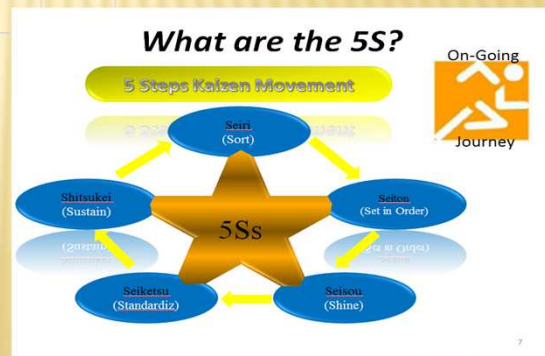 What are the 5S?
5 Steps Kaizen Movement
On-Going
Journey
Seiri
(Sort)
Seiton
(Set in Order)
Seisou
(Shine)
Seiketsu
(Standardiz)
Shitsukei
(Sustain)
5Ss
7